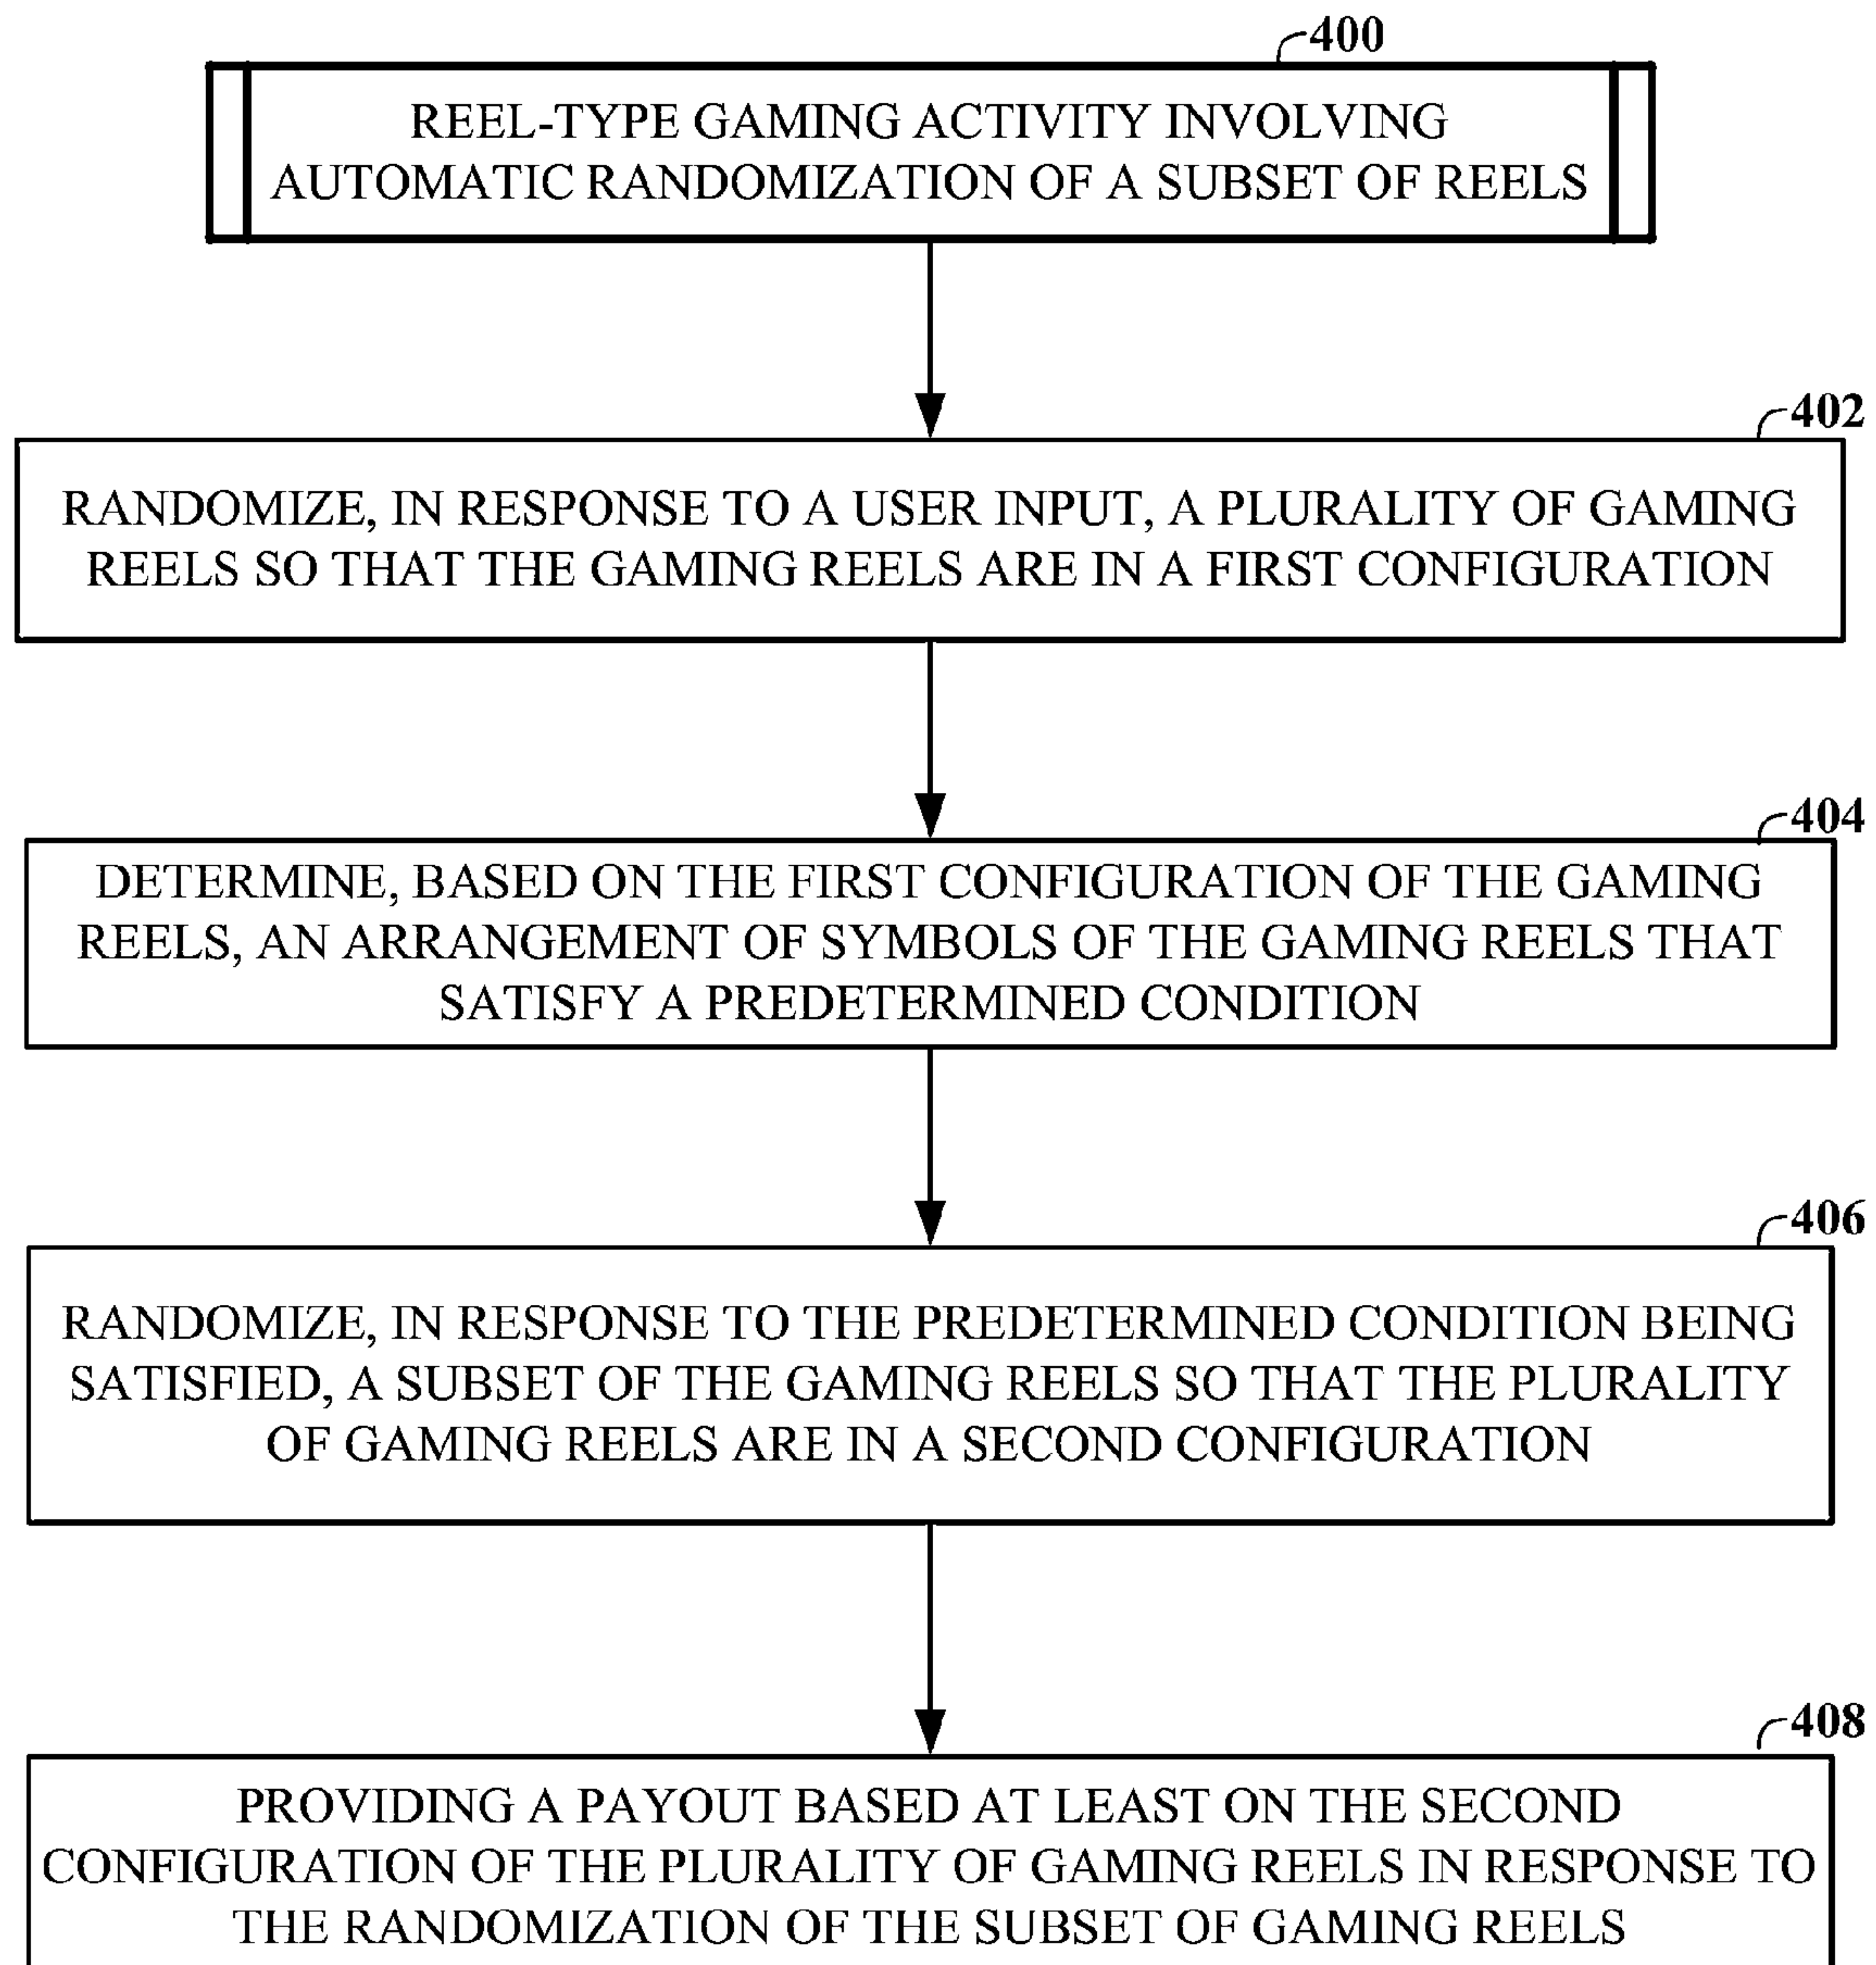 400
REEL-TYPE GAMING ACTIVITY INVOLVING
AUTOMATIC RANDOMIZATION OF A SUBSET OF REELS
402
RANDOMIZE, IN RESPONSE TO A USER INPUT, A PLURALITY OF GAMING
REELS SO THAT THE GAMING REELS ARE IN A FIRST CONFIGURATION
404
DETERMINE, BASED ON THE FIRST CONFIGURATION OF THE GAMING
REELS, AN ARRANGEMENT OF SYMBOLS OF THE GAMING REELS THAT
SATISFY A PREDETERMINED CONDITION
406
RANDOMIZE, IN RESPONSE TO THE PREDETERMINED CONDITION BEING
SATISFIED, A SUBSET OF THE GAMING REELS SO THAT THE PLURALITY
OF GAMING REELS ARE IN A SECOND CONFIGURATION
408
PROVIDING A PAYOUT BASED AT LEAST ON THE SECOND
CONFIGURATION OF THE PLURALITY OF GAMING REELS IN RESPONSE TO
THE RANDOMIZATION OF THE SUBSET OF GAMING REELS